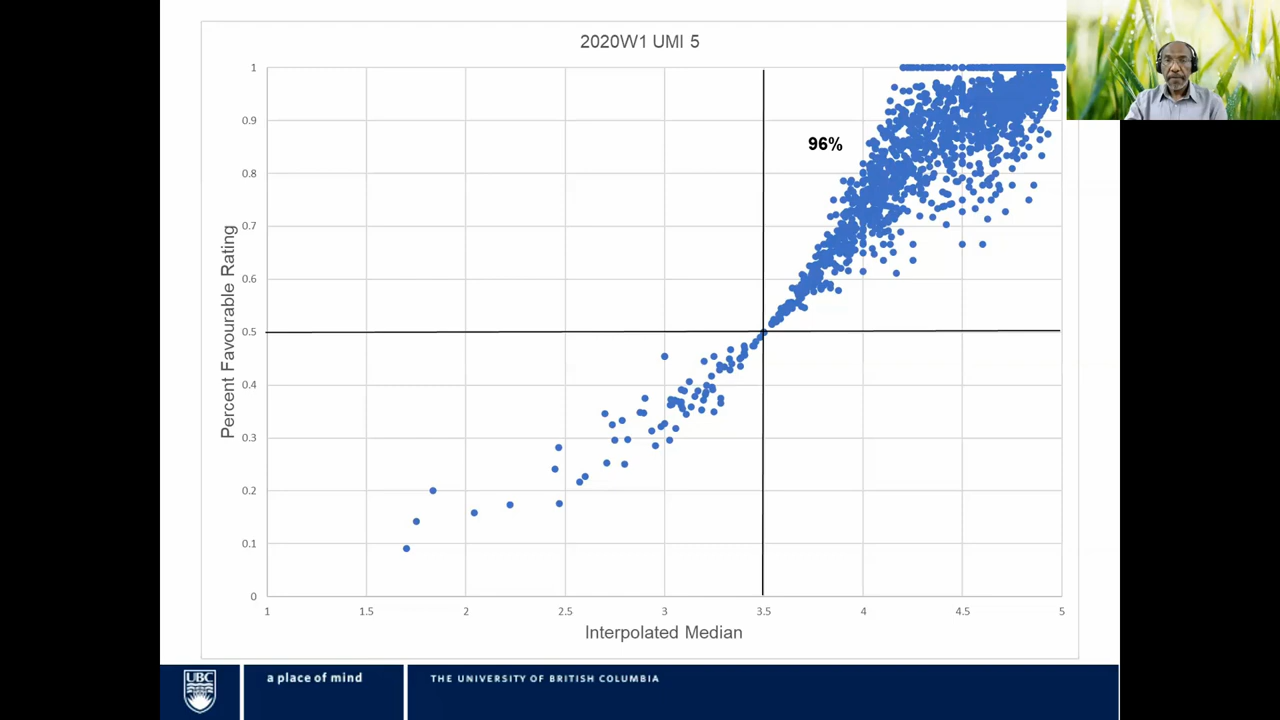 2020W1 UMI 5
1
0.9
96%
0.8
0.7
0.6
0.5
0.4
0.3
0.2
0.1
0
Percent Favourable Rating
1 1.5 2 2.5 3 3.5 4 4.5 5
Interpolated Median
UBC
a place of mind
THE UNIVERSITY OF BRITISH COLUMBIA